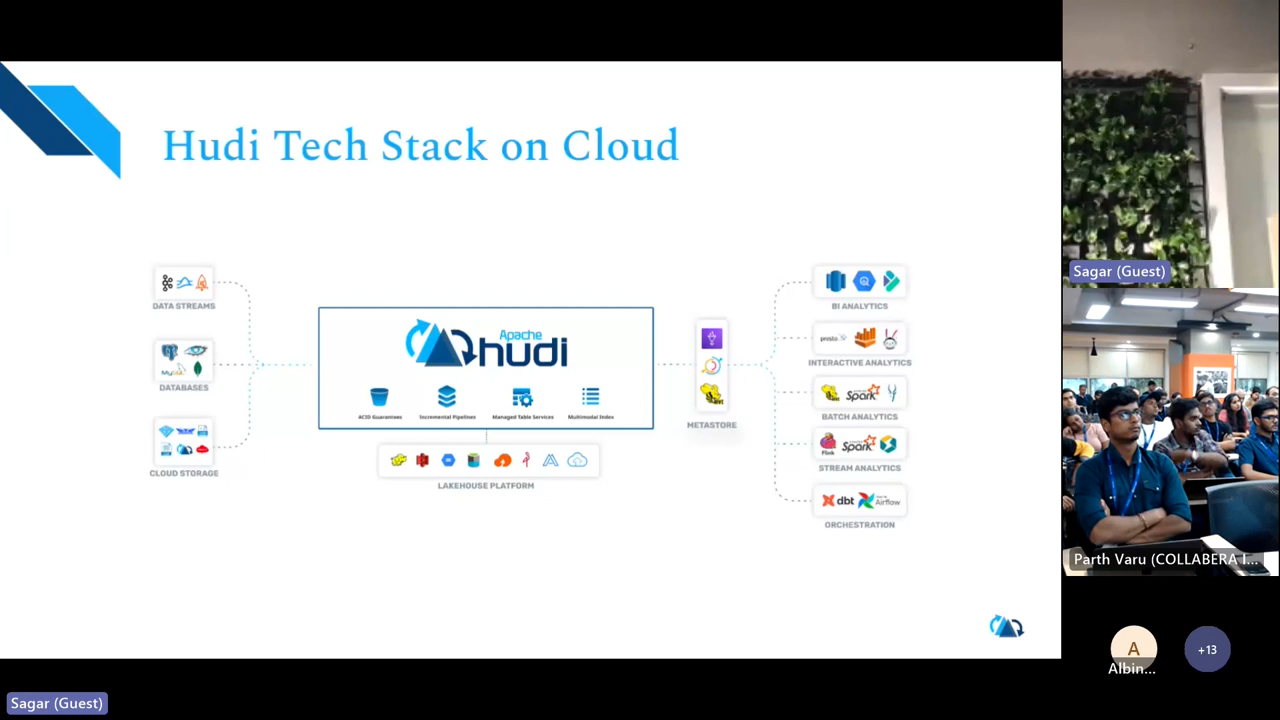 Hudi Tech Stack on Cloud
DATA STREAMS
MySQL
DATABASES
CLOUD STORAGE
Apache
hudi
ACID Guarantees
Incremental Pipelines
Managed Table Services
Multimodal Index
LAKEHOUSE PLATFORM
HIVE
METASTORE
BI ANALYTICS
presto
INTERACTIVE ANALYTICS
Spark
BATCH ANALYTICS
Flink
Spark
STREAM ANALYTICS
dbt
Airflow
ORCHESTRATION
Sagar (Guest)
Parth Varu (COLLABERA I...
A
Albin...
+13
Sagar (Guest)